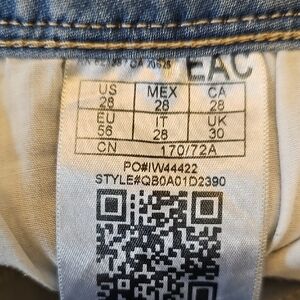 EAC
US MEX CA
28 28 28
EU IT UK
56 28 30
CN 170/72A
PO#IW44422
STYLE#QB0A01D2390